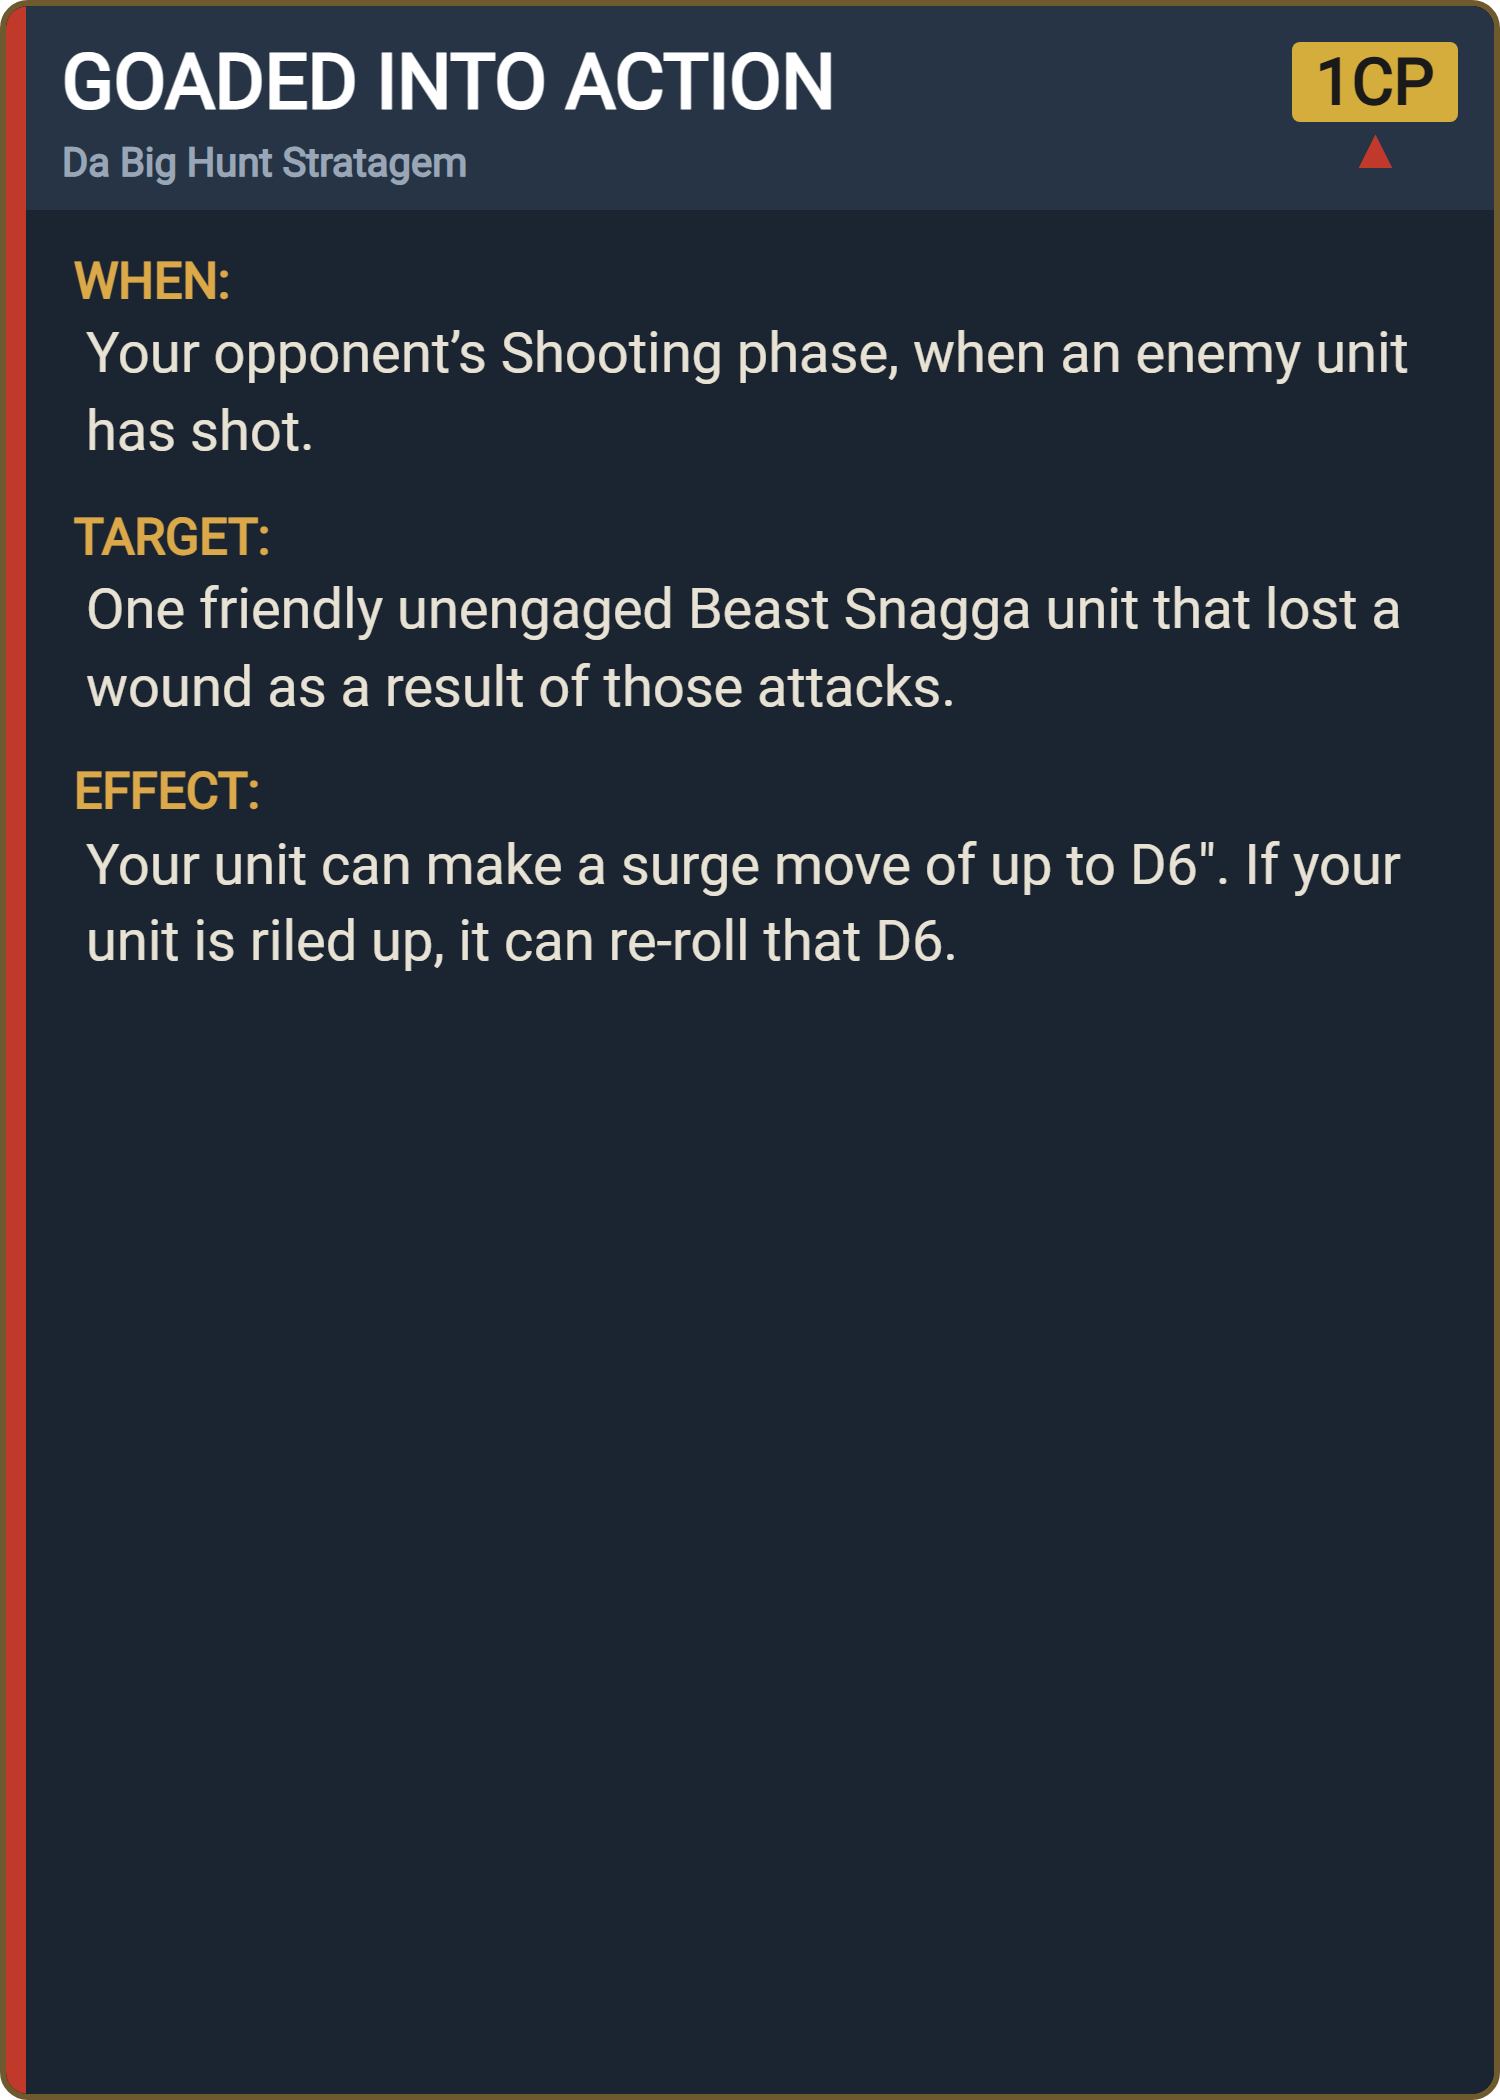 GOADED INTO ACTION
1CP
Da Big Hunt Stratagem
WHEN:
Your opponent’s Shooting phase, when an enemy unit
has shot.
TARGET:
One friendly unengaged Beast Snagga unit that lost a
wound as a result of those attacks.
EFFECT:
Your unit can make a surge move of up to D6". If your
unit is riled up, it can re-roll that D6.